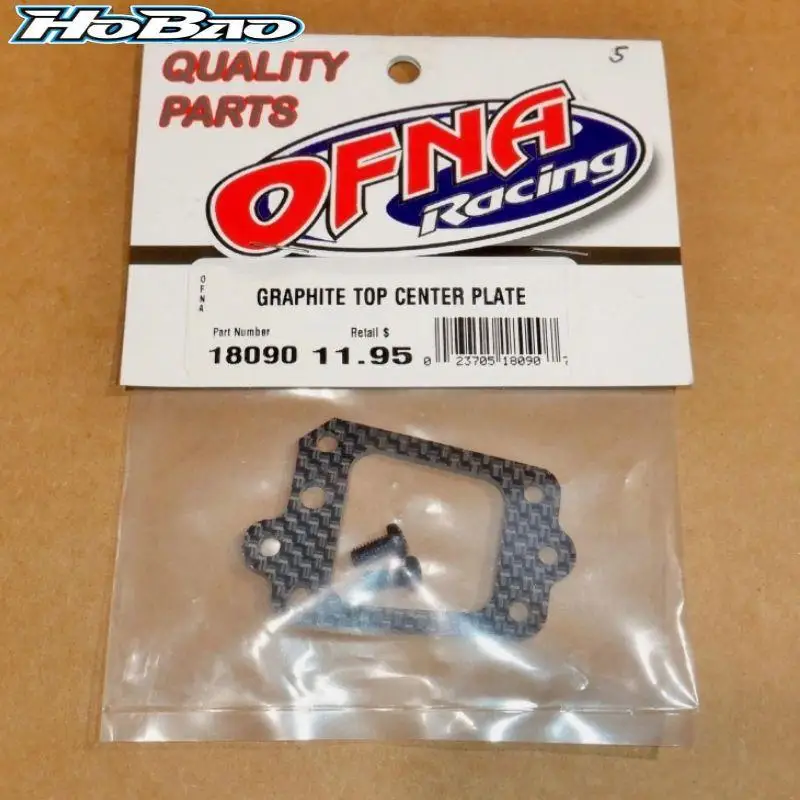 HOBAO
QUALITY
PARTS
5
OFNA
Racing
OFNA
GRAPHITE TOP CENTER PLATE
Part Number Retail $
18090 11.95
0 23705 18090 7